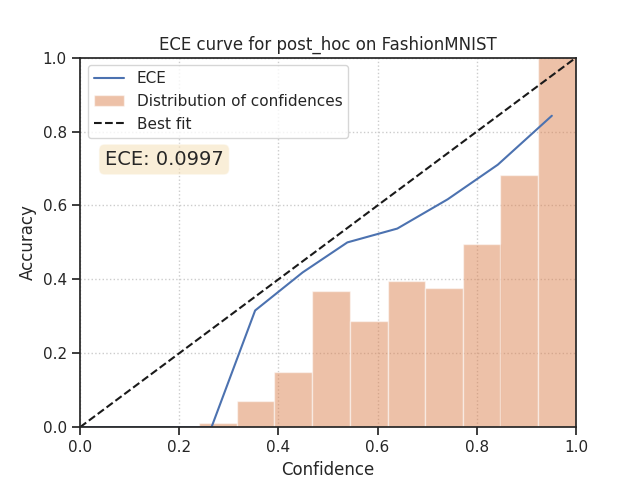 ECE curve for post_hoc on FashionMNIST
ECE
Distribution of confidences
Best fit
ECE: 0.0997
Accuracy
1.0
0.8
0.6
0.4
0.2
0.0
0.0 0.2 0.4 0.6 0.8 1.0
Confidence